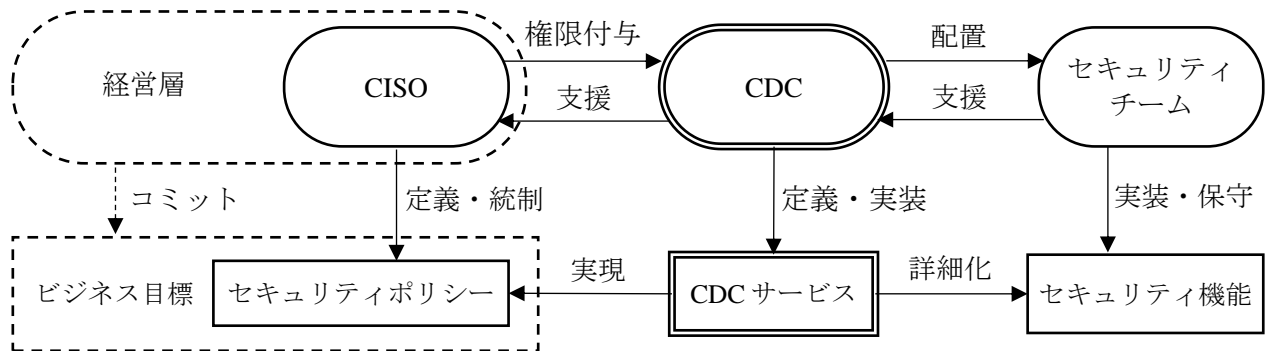 権限付与
配置
経営層
CISO
CDC
セキュリティ
チーム
支援
支援
コミット
定義・統制
定義・実装
実装・保守
実現
詳細化
ビジネス目標
セキュリティポリシー
CDC サービス
セキュリティ機能